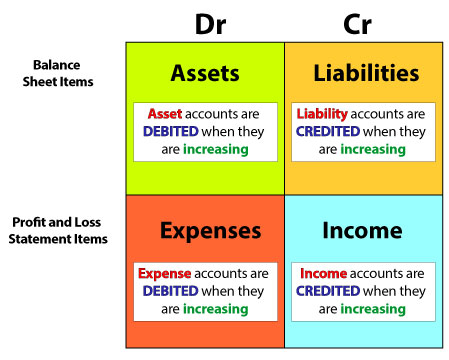 Dr
Cr
Balance
Sheet Items
Assets
Asset accounts are
DEBITED when they
are increasing
Liabilities
Liability accounts are
CREDITED when they
are increasing
Profit and Loss
Statement Items
Expenses
Expense accounts are
DEBITED when they
are increasing
Income
Income accounts are
CREDITED when they
are increasing